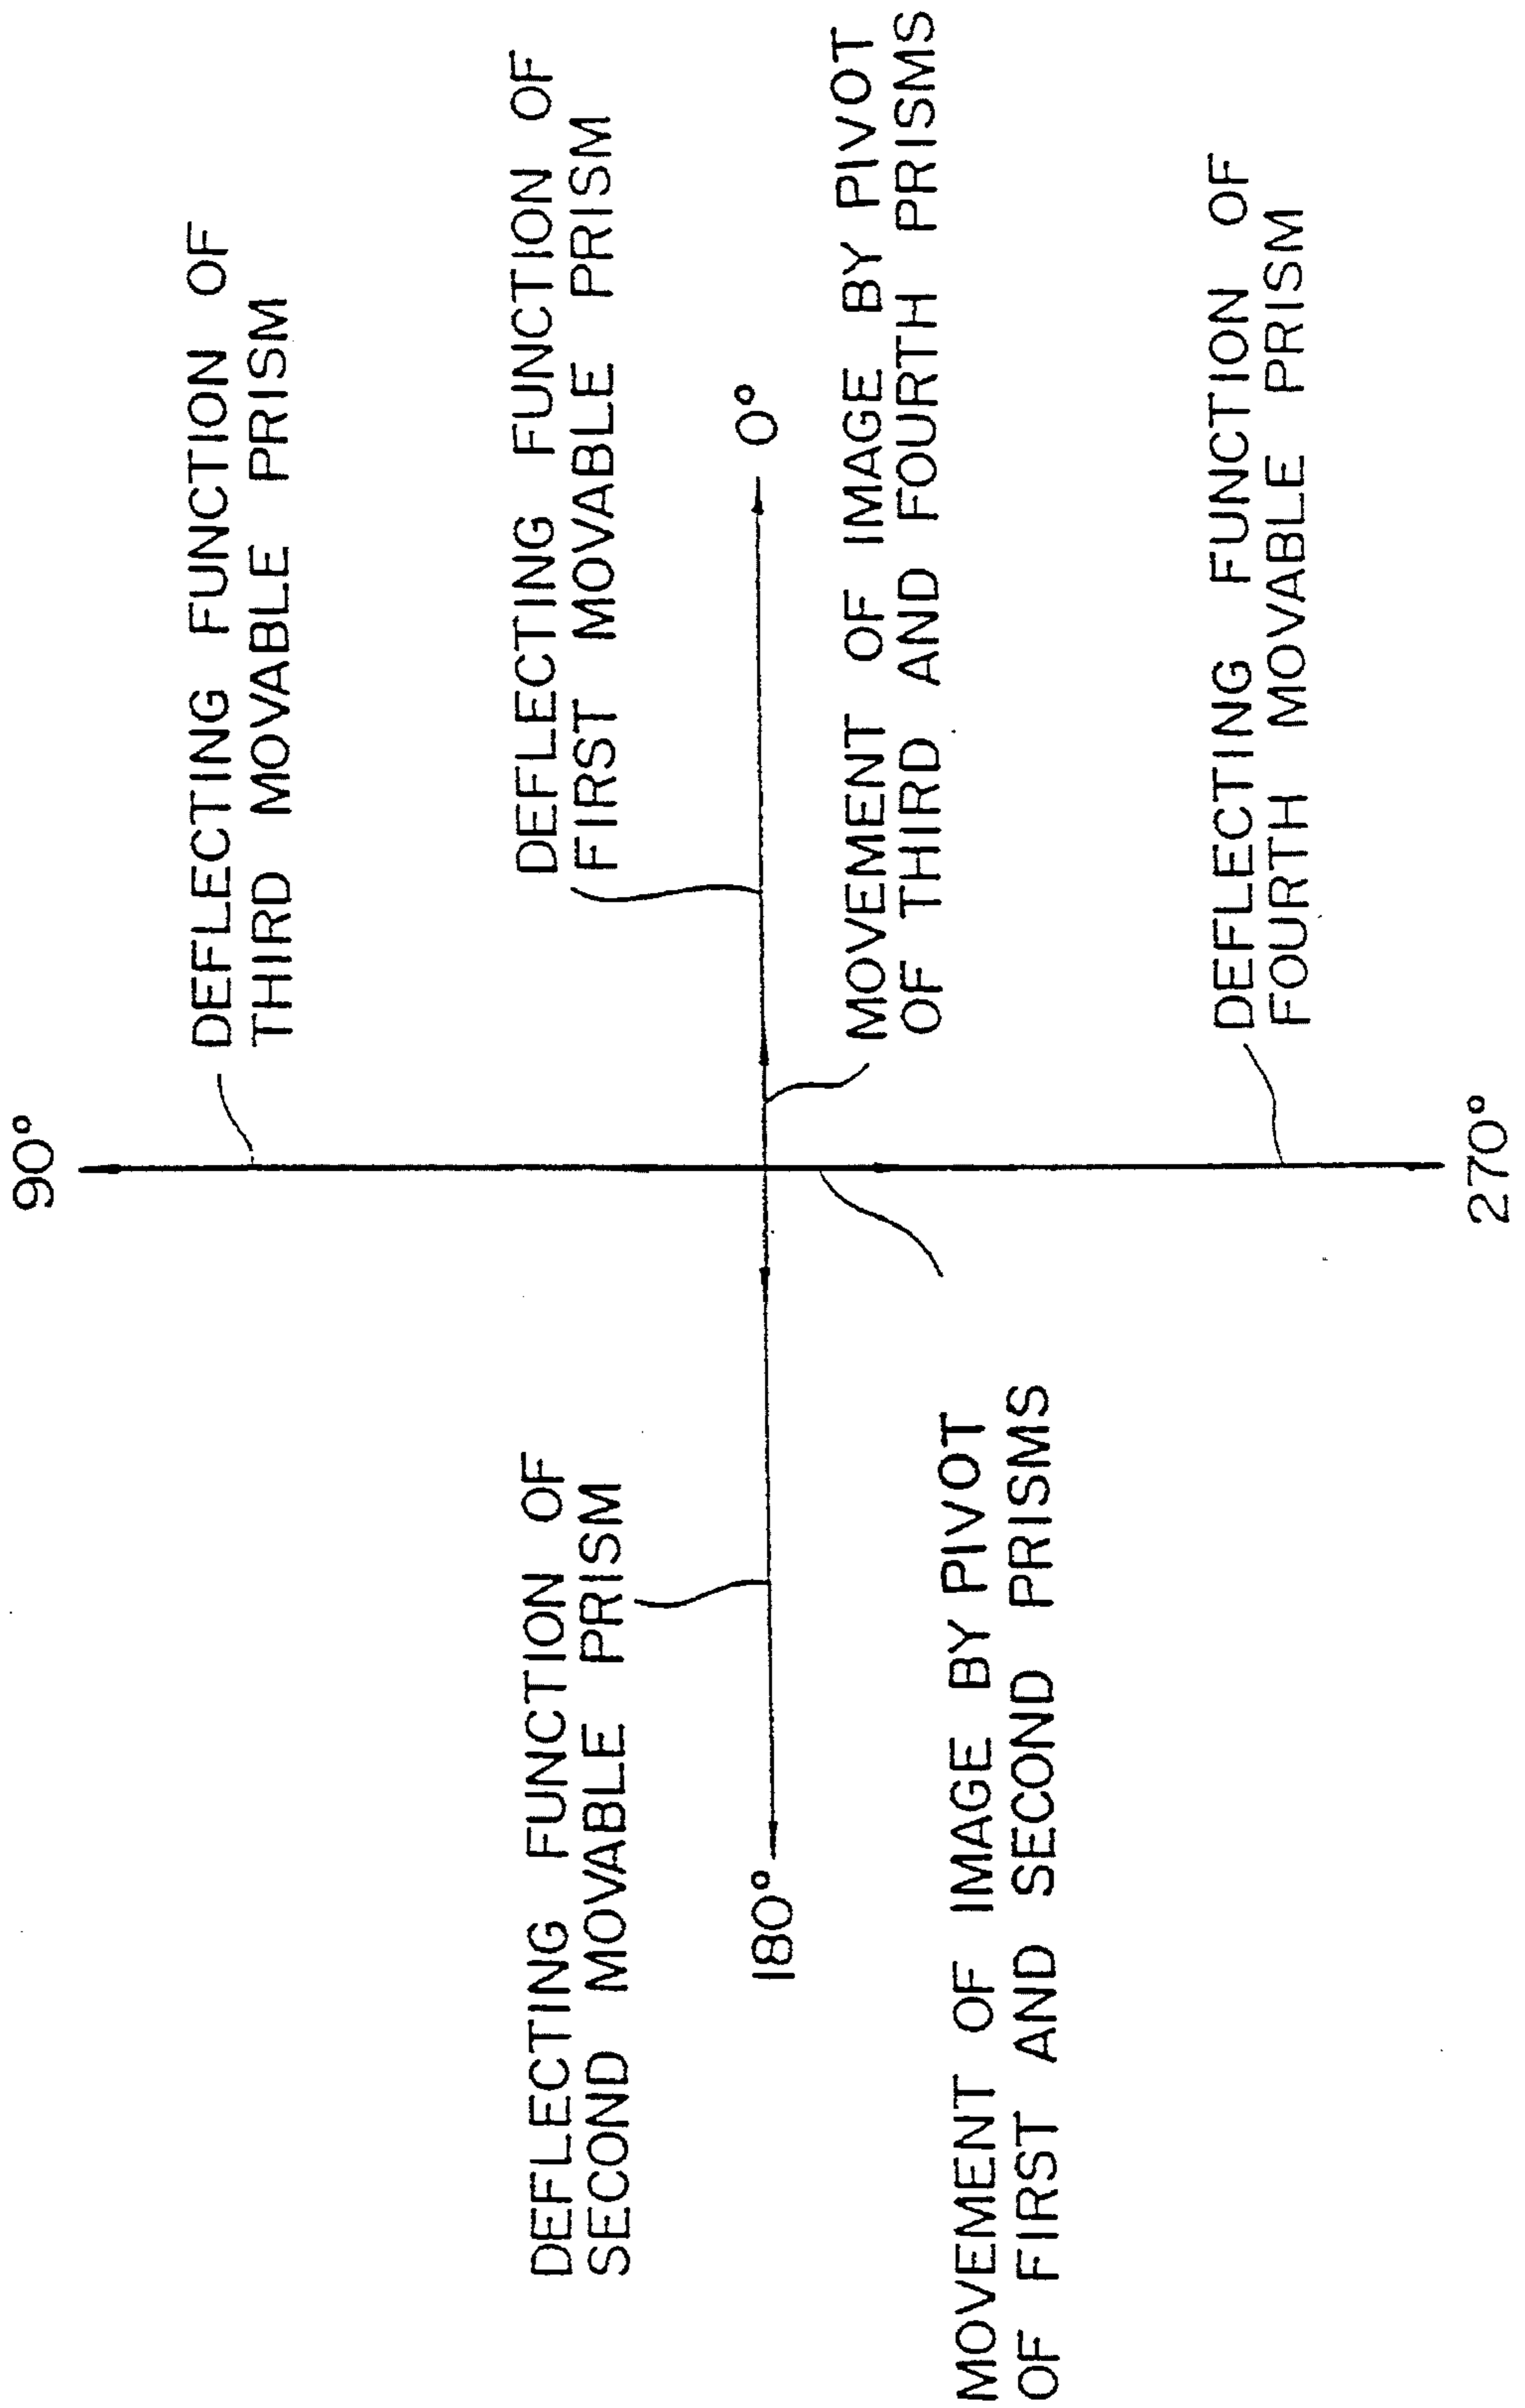 90°
DEFLECTING FUNCTION OF
THIRD MOVABLE PRISM
DEFLECTING FUNCTION OF
SECOND MOVABLE PRISM
DEFLECTING FUNCTION OF
FIRST MOVABLE PRISM
180°
0°
MOVEMENT OF IMAGE BY PIVOT
OF FIRST AND SECOND PRISMS
MOVEMENT OF IMAGE BY PIVOT
OF THIRD AND FOURTH PRISMS
DEFLECTING FUNCTION OF
FOURTH MOVABLE PRISM
270°